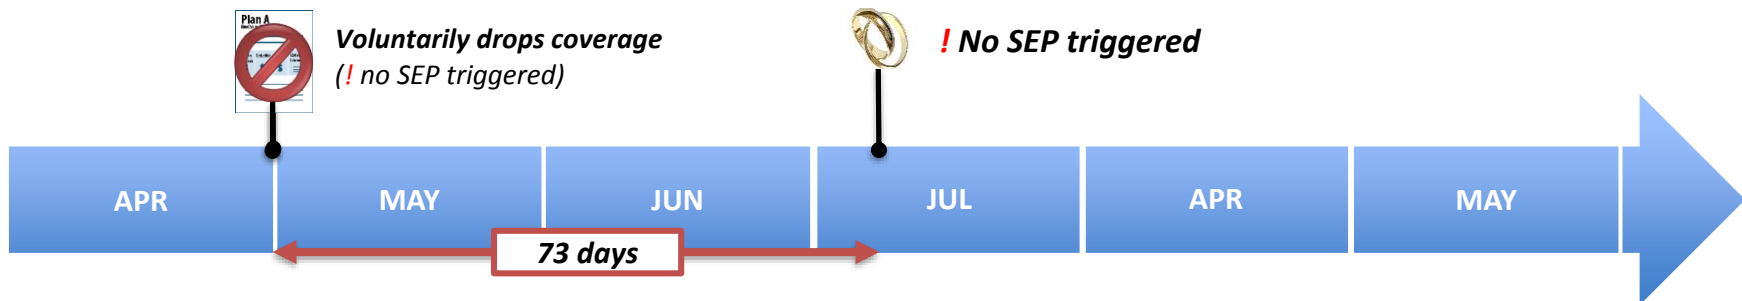 Plan A
Voluntarily drops coverage
(! no SEP triggered)
! No SEP triggered
APR
MAY
JUN
JUL
APR
MAY
73 days